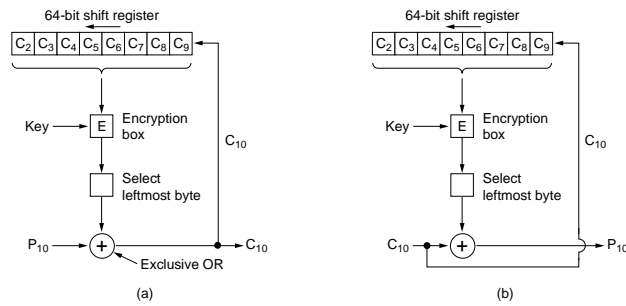 64-bit shift register
C2 C3 C4 C5 C6 C7 C8 C9
Key
E
Encryption
box
C10
Select
leftmost byte
P10
+
C10
Exclusive OR
(a)
64-bit shift register
C2 C3 C4 C5 C6 C7 C8 C9
Key
E
Encryption
box
C10
Select
leftmost byte
C10
+
P10
(b)